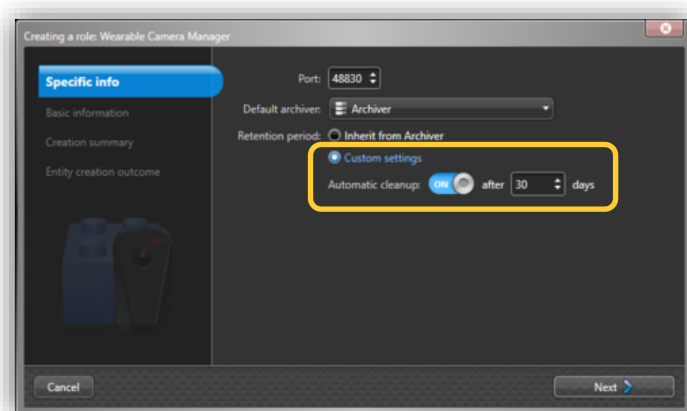 Creating a role: Wearable Camera Manager
Specific info
Basic information
Creation summary
Entity creation outcome
Port: 48830
Default archiver: Archiver
Retention period: Inherit from Archiver
Custom settings
Automatic cleanup: ON after 30 days
Cancel
Next